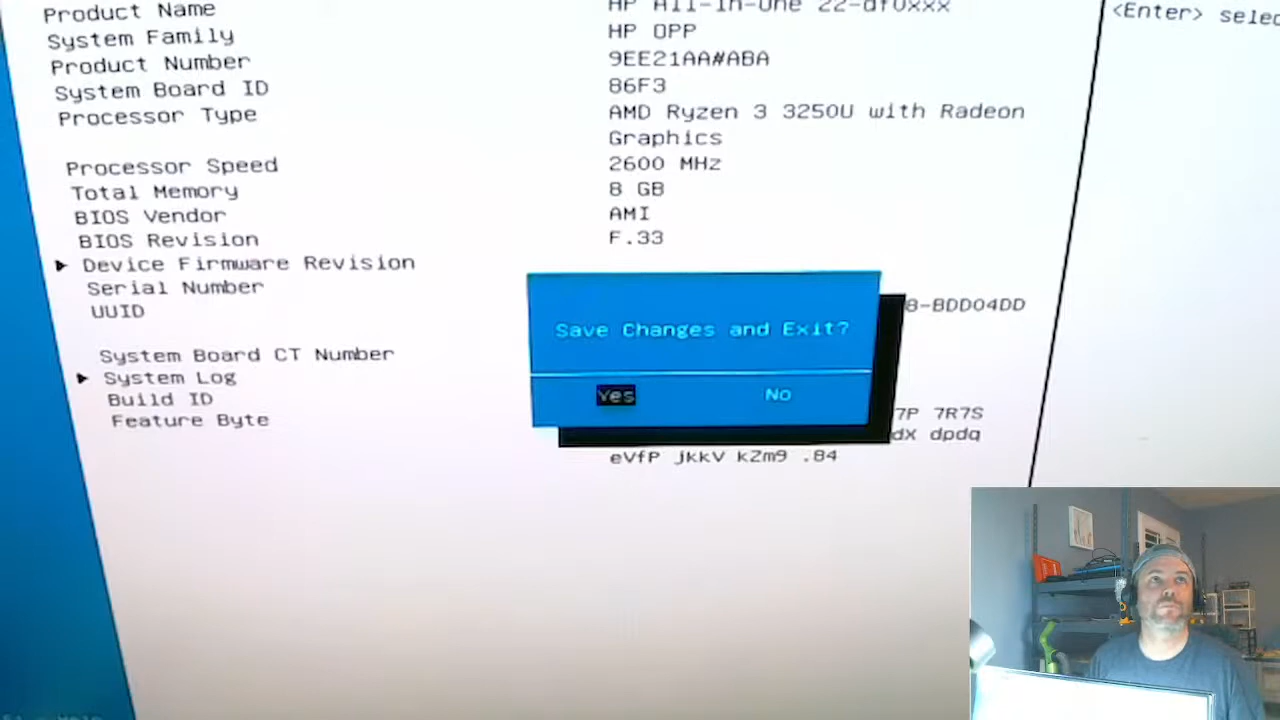 Product Name HP All-in-One 22-df0xxx <Enter> selec
System Family HP OPP
Product Number 9EE21AA#ABA
System Board ID 86F3
Processor Type AMD Ryzen 3 3250U with Radeon
Graphics
Processor Speed 2600 MHz
Total Memory 8 GB
BIOS Vendor AMI
BIOS Revision F.33
Device Firmware Revision
Serial Number
UUID 8-BDD04DD
System Board CT Number
System Log
Build ID
Feature Byte 7P 7R7S
dX dpdq
eVfP jkkV kZm9 .84
Save Changes and Exit?
Yes No